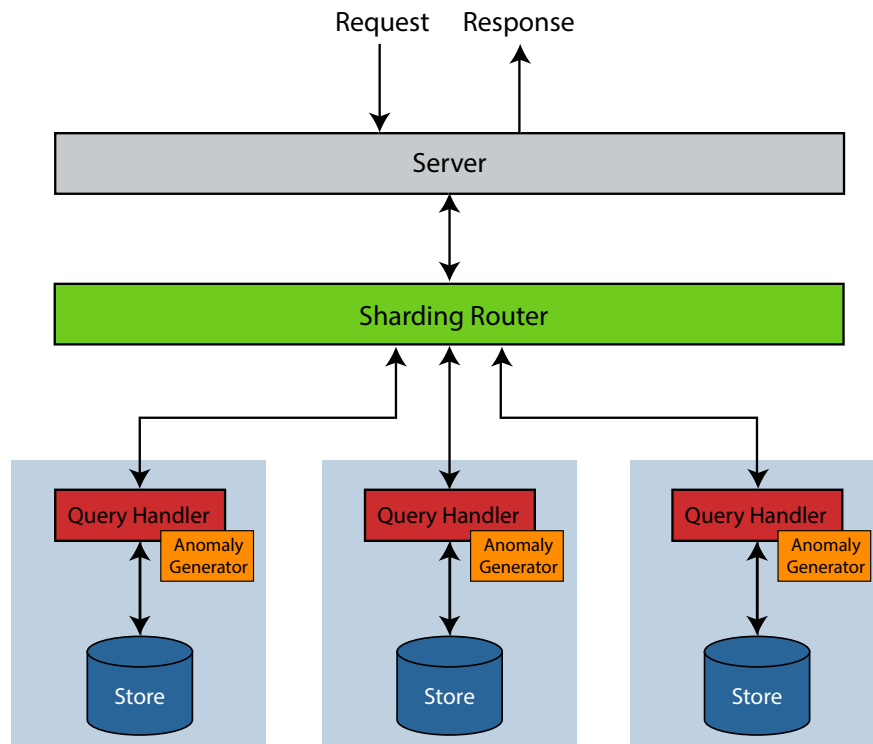 Request
Response
Server
Sharding Router
Query Handler
Anomaly
Generator
Store
Query Handler
Anomaly
Generator
Store
Query Handler
Anomaly
Generator
Store